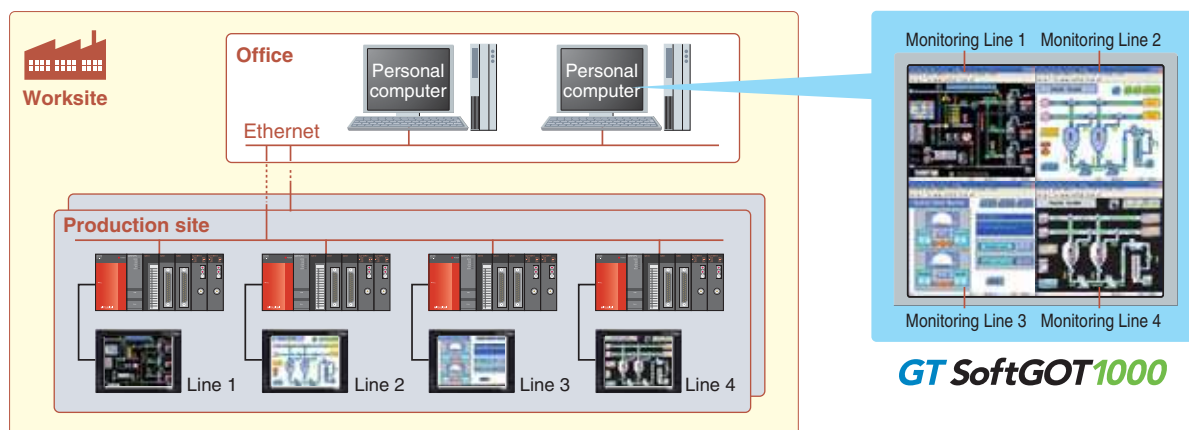 Worksite
Office
Personal
computer
Personal
computer
Ethernet
Production site
Line 1
Line 2
Line 3
Line 4
Monitoring Line 1
Monitoring Line 2
Monitoring Line 3
Monitoring Line 4
GT SoftGOT1000